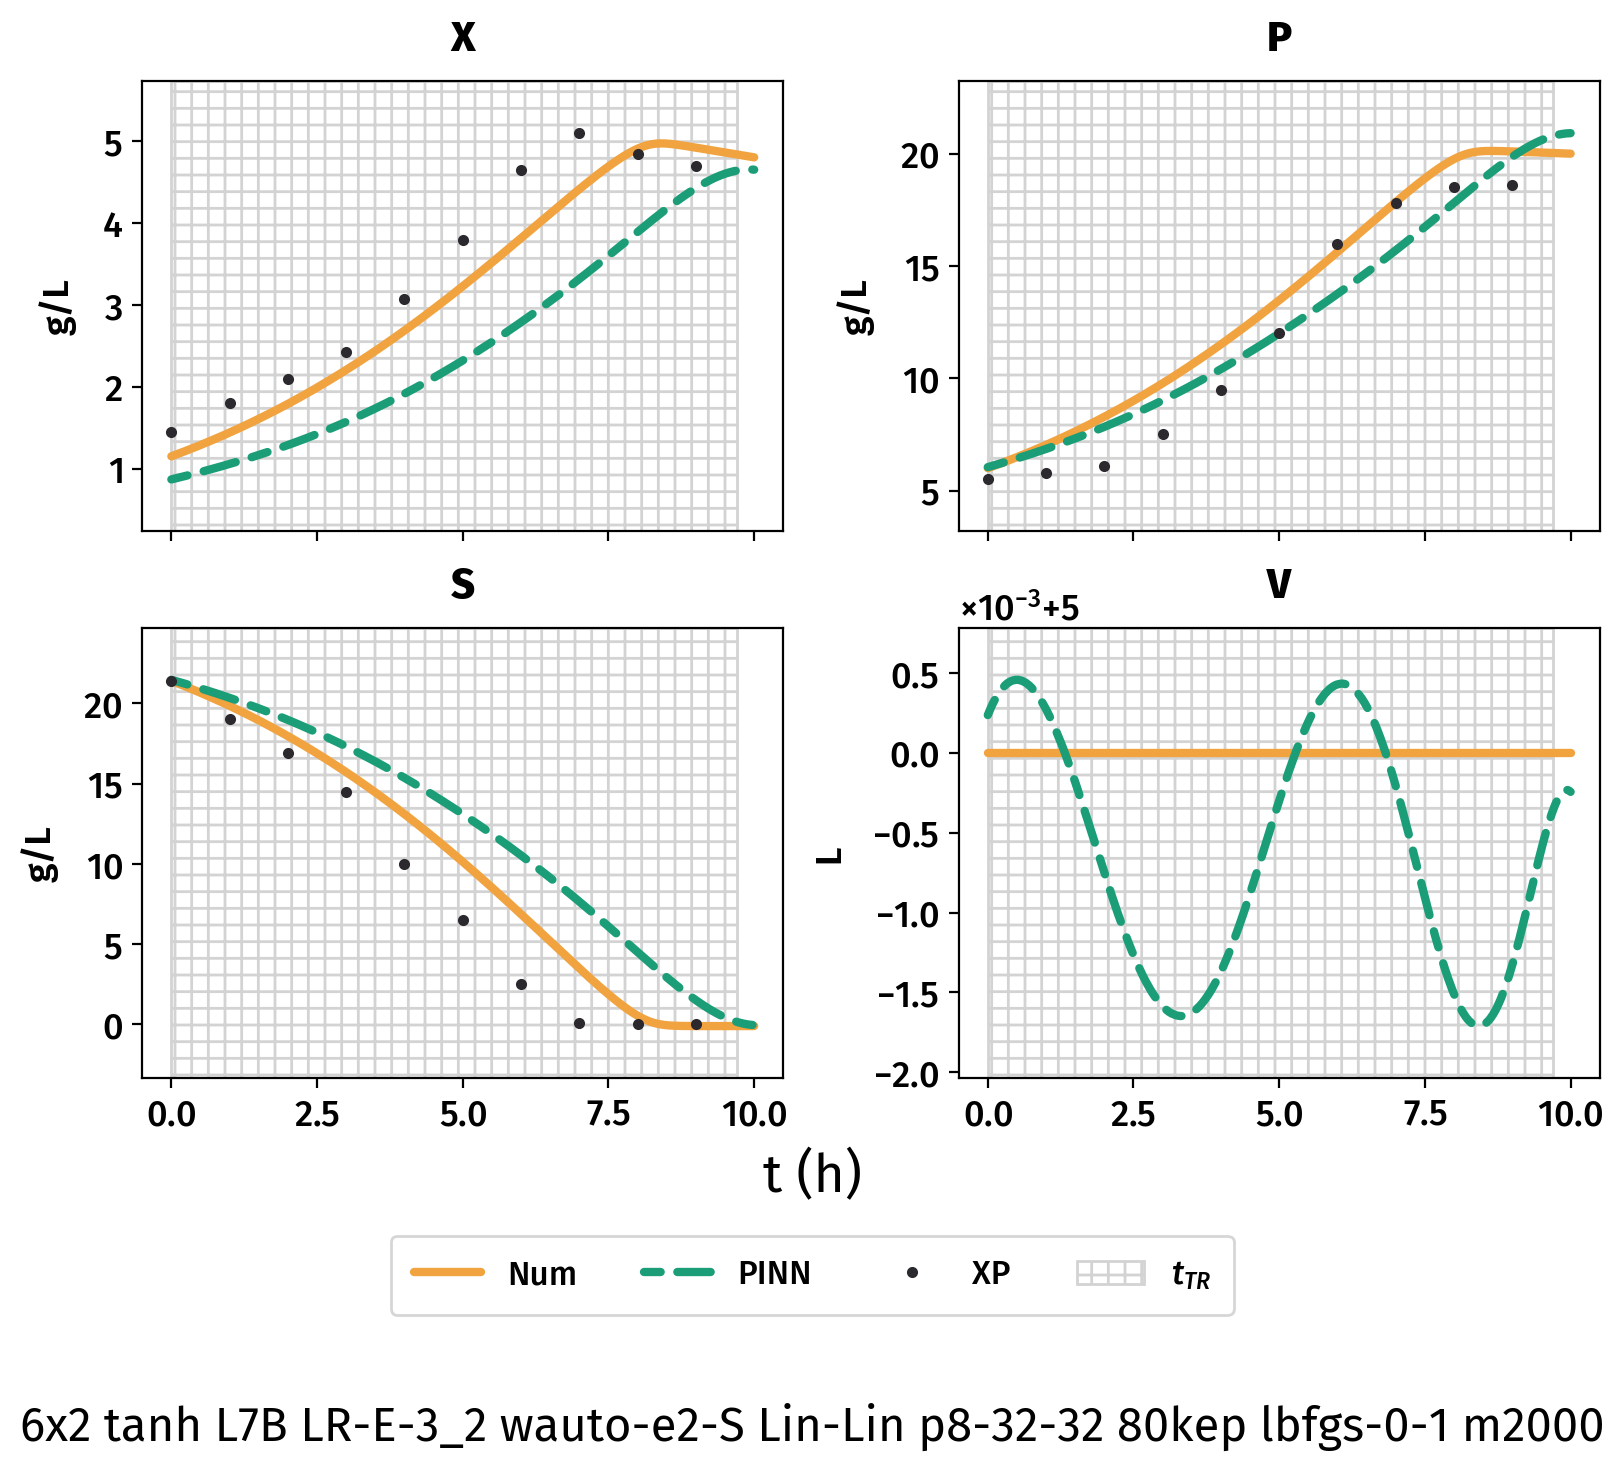 X
P
5
4
3
2
1
g/L
20
15
10
5
g/L
S
V
×10⁻³+5
20
15
10
5
0
g/L
0.5
0.0
−0.5
−1.0
−1.5
−2.0
L
0.0 2.5 5.0 7.5 10.0
0.0 2.5 5.0 7.5 10.0
t (h)
Num PINN XP t_TR
6x2 tanh L7B LR-E-3_2 wauto-e2-S Lin-Lin p8-32-32 80kep lbfgs-0-1 m2000